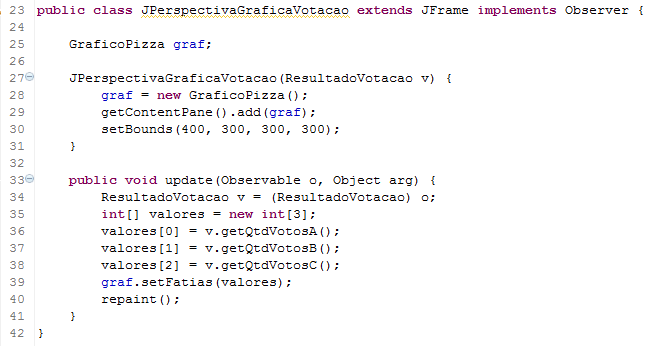 23 public class JPerspectivaGraficaVotacao extends JFrame implements Observer {
24
25     GraficoPizza graf;
26
27     JPerspectivaGraficaVotacao(ResultadoVotacao v) {
28         graf = new GraficoPizza();
29         getContentPane().add(graf);
30         setBounds(400, 300, 300, 300);
31     }
32
33     public void update(Observable o, Object arg) {
34         ResultadoVotacao v = (ResultadoVotacao) o;
35         int[] valores = new int[3];
36         valores[0] = v.getQtdVotosA();
37         valores[1] = v.getQtdVotosB();
38         valores[2] = v.getQtdVotosC();
39         graf.setFatias(valores);
40         repaint();
41     }
42 }